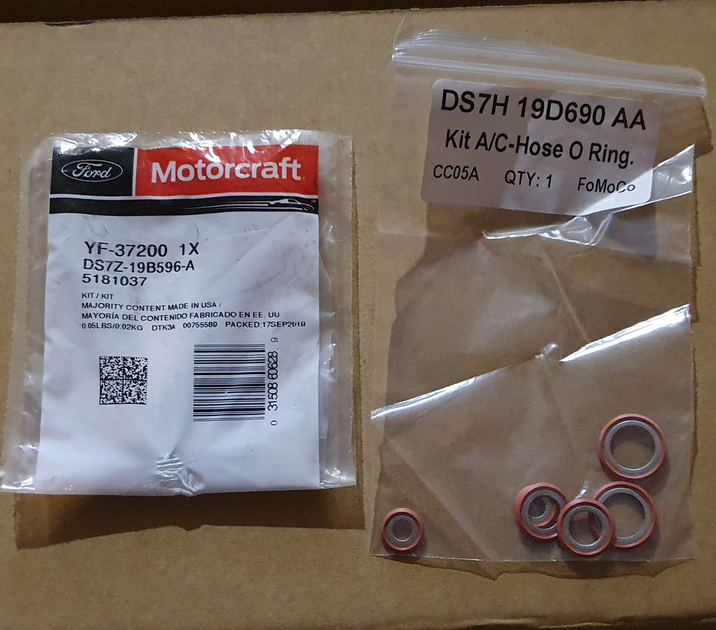 Ford Motorcraft
YF-37200 1X
DS7Z-19B596-A
5181037
KIT / KIT
MAJORITY CONTENT MADE IN USA /
MAYORÍA DEL CONTENIDO FABRICADO EN EE. UU
0.05LBS/0.02KG DTK34 00755589 PACKED:17SEP2019
0 31508 60628 9
DS7H 19D690 AA
Kit A/C-Hose O Ring.
CC05A QTY: 1 FoMoCo